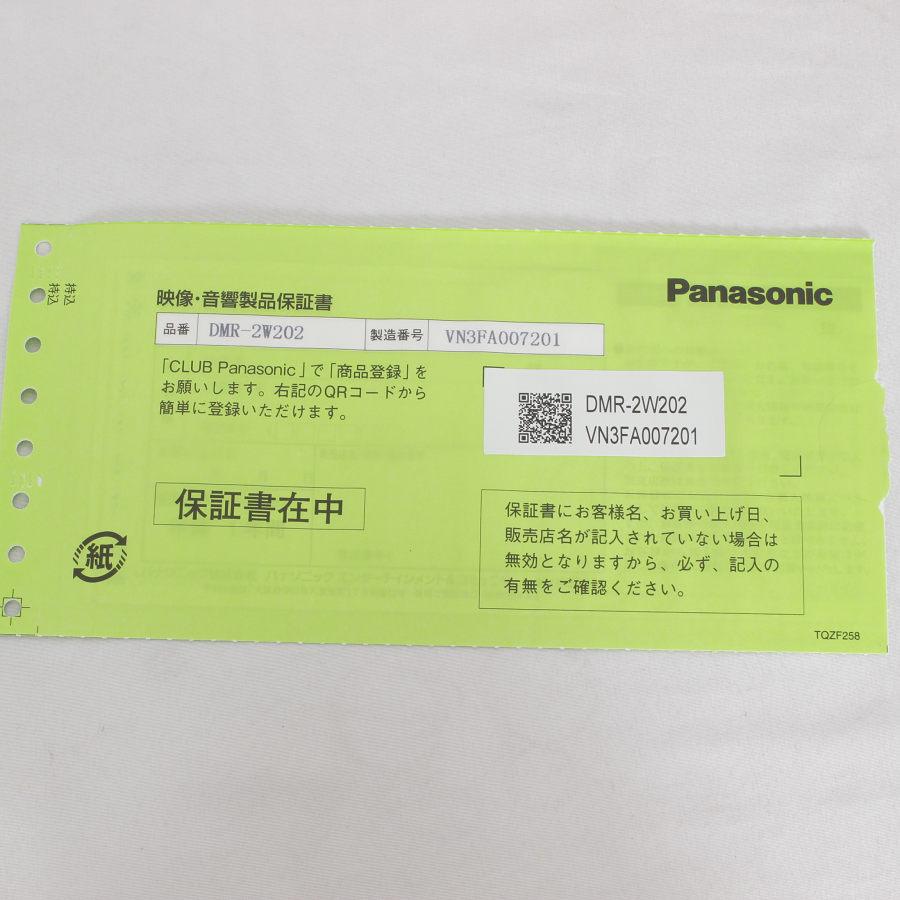 持込
持込
映像・音響製品保証書
Panasonic
品番 DMR-2W202 製造番号 VN3FA007201
「CLUB Panasonic」で「商品登録」を
お願いします。右記のQRコードから
簡単に登録いただけます。
DMR-2W202
VN3FA007201
保証書在中
保証書にお客様名、お買い上げ日、
販売店名が記入されていない場合は
無効となりますから、必ず、記入の
有無をご確認ください。
紙
TQZF258